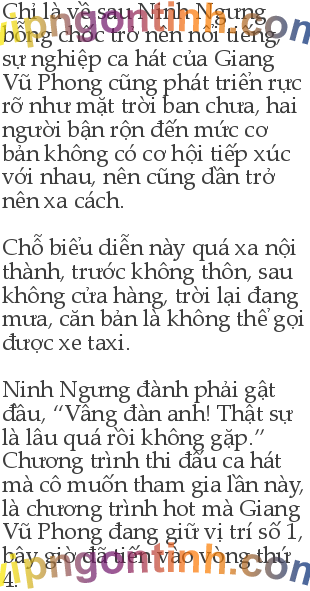 Chỉ là về sau Ninh Ngưng
bỗng chốc trở nên nổi tiếng,
sự nghiệp ca hát của Giang
Vũ Phong cũng phát triển rực
rỡ như mặt trời ban chưa, hai
người bận rộn đến mức cơ
bản không có cơ hội tiếp xúc
với nhau, nên cũng dần trở
nên xa cách.
Chỗ biểu diễn này quá xa nội
thành, trước không thôn, sau
không cửa hàng, trời lại đang
mưa, căn bản là không thể gọi
được xe taxi.
Ninh Ngưng đành phải gật
đầu, “Vâng đàn anh! Thật sự
là lâu quá rồi không gặp.”
Chương trình thi đấu ca hát
mà cô muốn tham gia lần này,
là chương trình hot mà Giang
Vũ Phong đang giữ vị trí số 1,
bây giờ đã tiến vào vòng thứ
4.
vipngontinh.com
vipngontinh.com